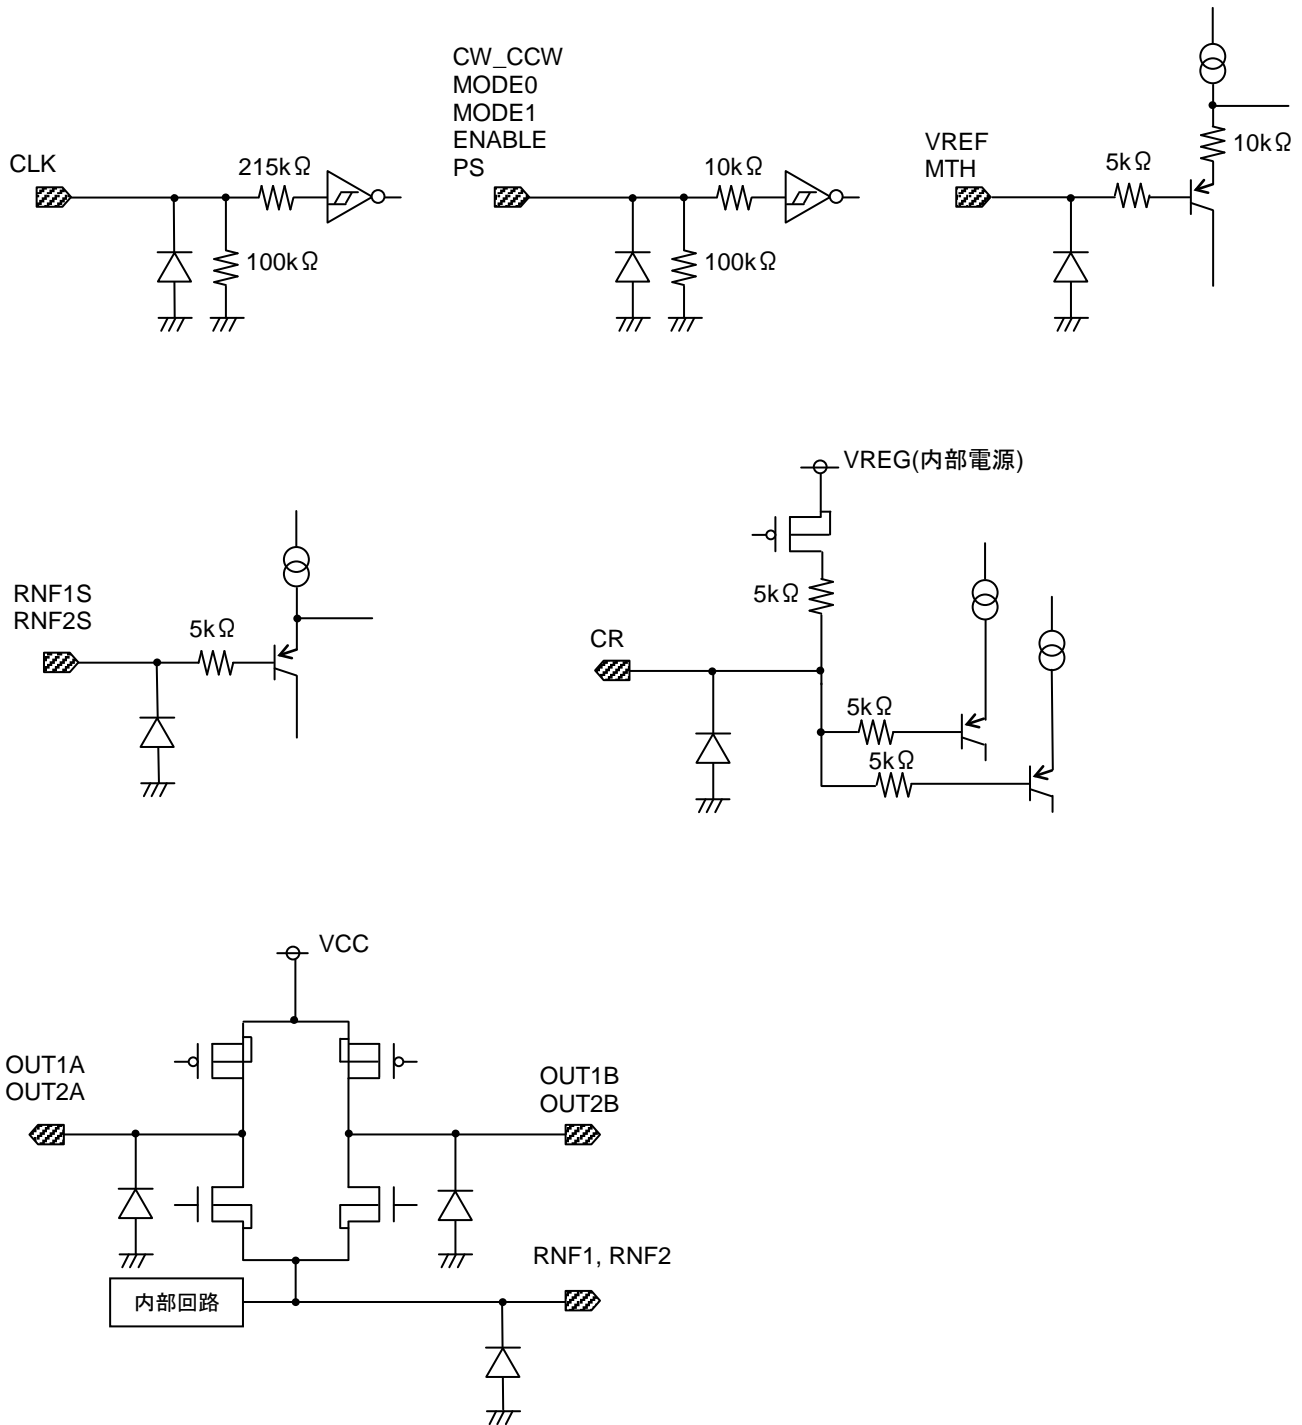 CLK
215kΩ
100kΩ
CW_CCW
MODE0
MODE1
ENABLE
PS
10kΩ
100kΩ
VREF
MTH
5kΩ
10kΩ
RNF1S
RNF2S
5kΩ
VREG(内部電源)
5kΩ
CR
5kΩ
5kΩ
VCC
OUT1A
OUT2A
OUT1B
OUT2B
RNF1, RNF2
内部回路